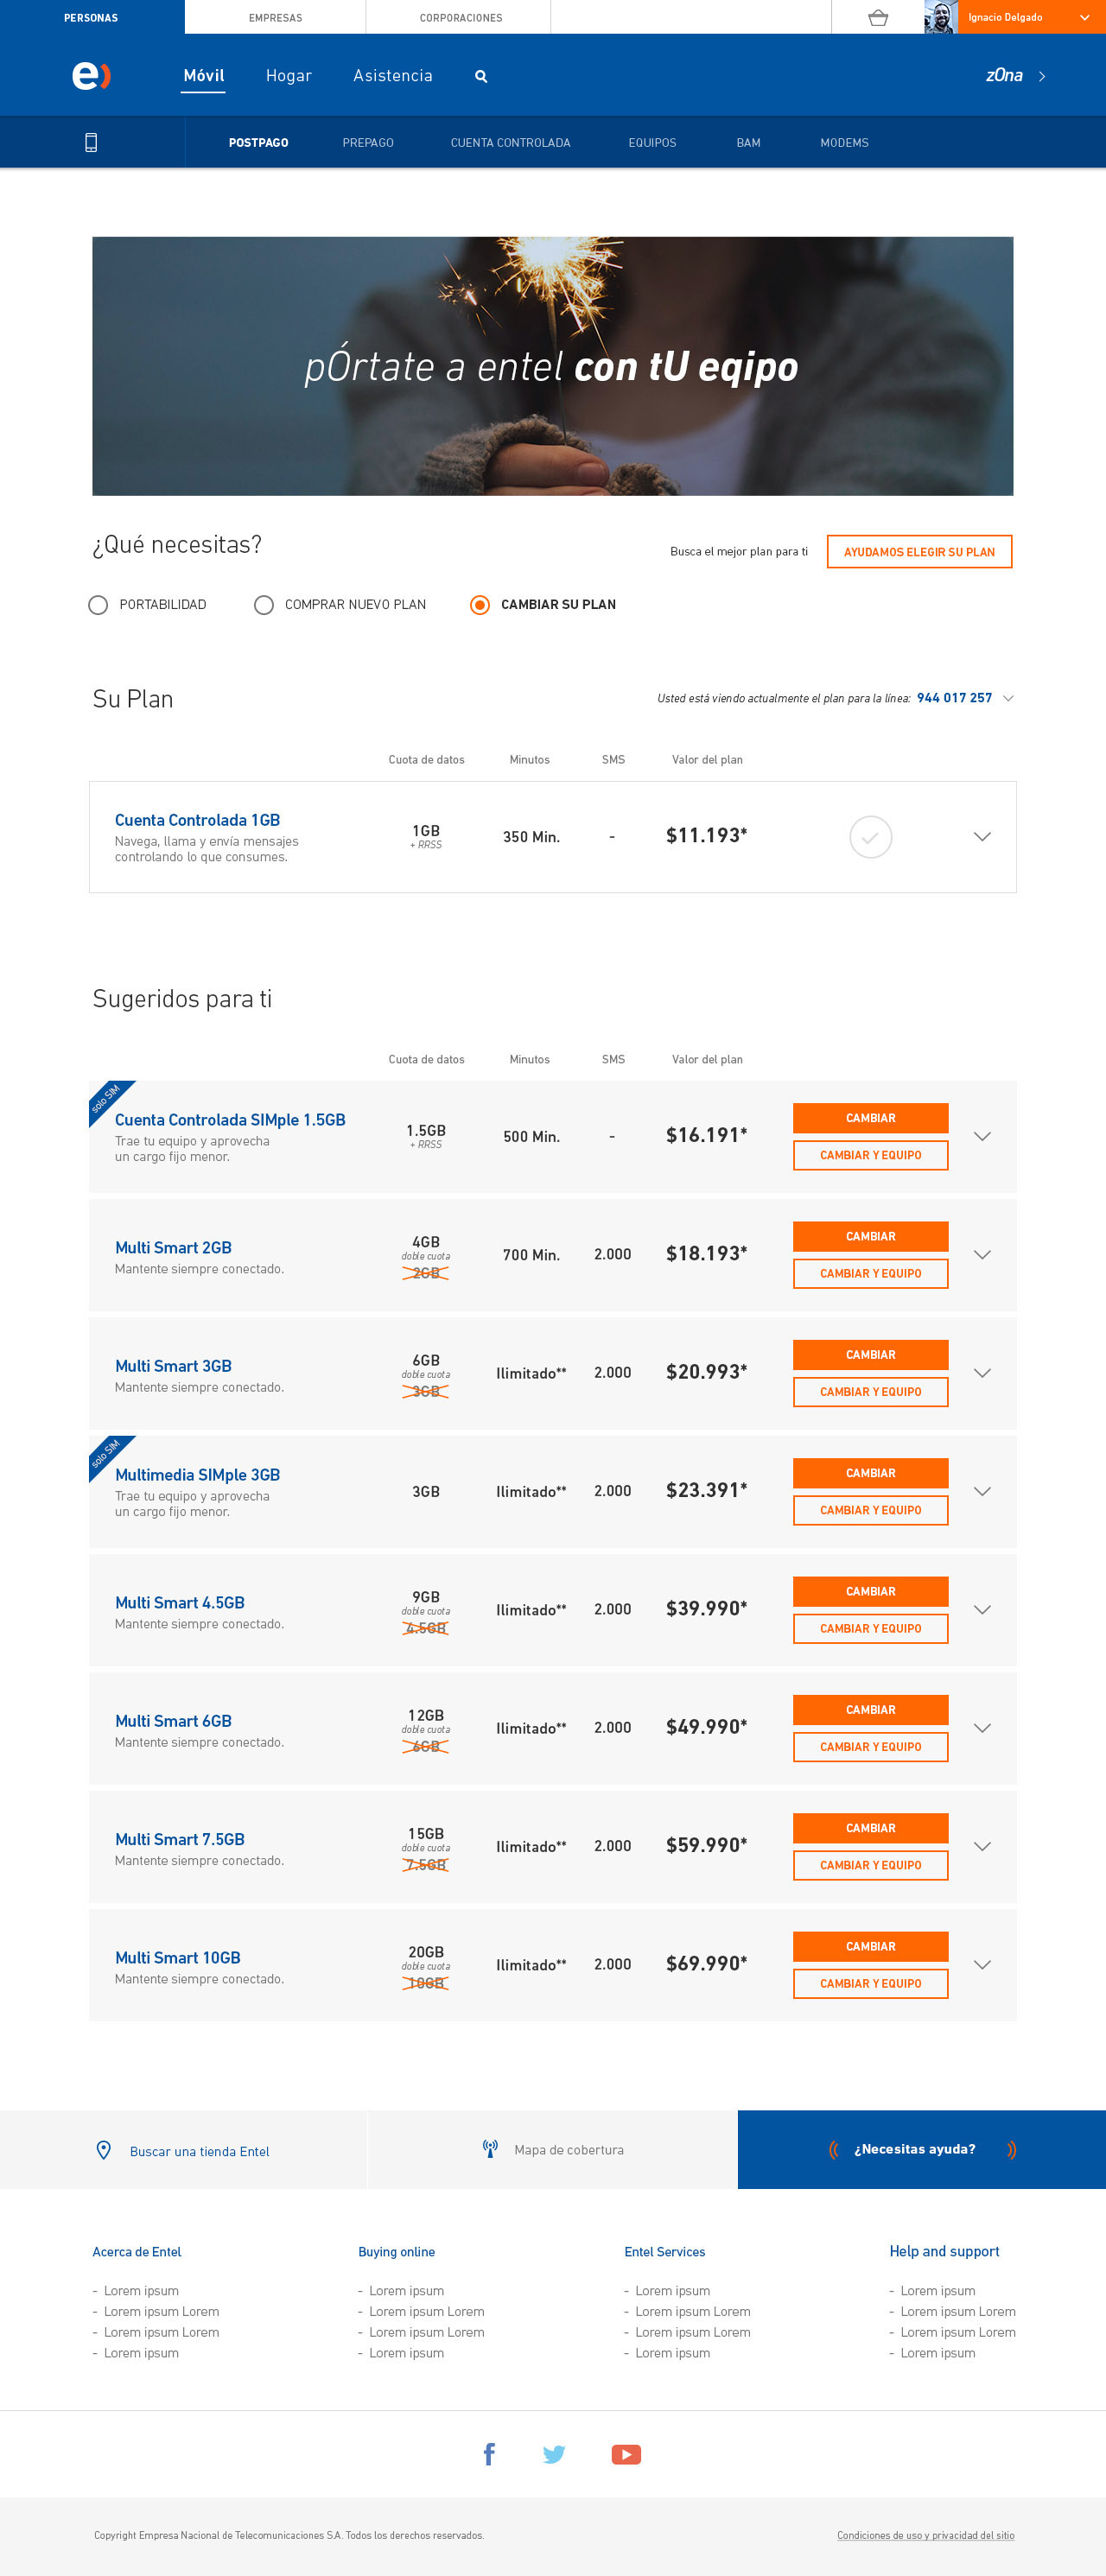 PERSONAS
EMPRESAS
CORPORACIONES
Ignacio Delgado
e)
Móvil
Hogar
Asistencia
zOna
POSTPAGO
PREPAGO
CUENTA CONTROLADA
EQUIPOS
BAM
MODEMS
pÓrtate a entel con tU eqipo
¿Qué necesitas?
Busca el mejor plan para ti
AYUDAMOS ELEGIR SU PLAN
PORTABILIDAD
COMPRAR NUEVO PLAN
CAMBIAR SU PLAN
Su Plan
Usted está viendo actualmente el plan para la línea: 944 017 257
Cuota de datos
Minutos
SMS
Valor del plan
Cuenta Controlada 1GB
Navega, llama y envía mensajes
controlando lo que consumes.
1GB
+ RRSS
350 Min.
-
$11.193*
Sugeridos para ti
Cuota de datos
Minutos
SMS
Valor del plan
solo SIM
Cuenta Controlada SIMple 1.5GB
Trae tu equipo y aprovecha
un cargo fijo menor.
1.5GB
+ RRSS
500 Min.
-
$16.191*
CAMBIAR
CAMBIAR Y EQUIPO
Multi Smart 2GB
Mantente siempre conectado.
4GB
doble cuota
2GB
700 Min.
2.000
$18.193*
CAMBIAR
CAMBIAR Y EQUIPO
Multi Smart 3GB
Mantente siempre conectado.
6GB
doble cuota
3GB
Ilimitado**
2.000
$20.993*
CAMBIAR
CAMBIAR Y EQUIPO
solo SIM
Multimedia SIMple 3GB
Trae tu equipo y aprovecha
un cargo fijo menor.
3GB
Ilimitado**
2.000
$23.391*
CAMBIAR
CAMBIAR Y EQUIPO
Multi Smart 4.5GB
Mantente siempre conectado.
9GB
doble cuota
4.5GB
Ilimitado**
2.000
$39.990*
CAMBIAR
CAMBIAR Y EQUIPO
Multi Smart 6GB
Mantente siempre conectado.
12GB
doble cuota
6GB
Ilimitado**
2.000
$49.990*
CAMBIAR
CAMBIAR Y EQUIPO
Multi Smart 7.5GB
Mantente siempre conectado.
15GB
doble cuota
7.5GB
Ilimitado**
2.000
$59.990*
CAMBIAR
CAMBIAR Y EQUIPO
Multi Smart 10GB
Mantente siempre conectado.
20GB
doble cuota
10GB
Ilimitado**
2.000
$69.990*
CAMBIAR
CAMBIAR Y EQUIPO
Buscar una tienda Entel
Mapa de cobertura
¿Necesitas ayuda?
Acerca de Entel
- Lorem ipsum
- Lorem ipsum Lorem
- Lorem ipsum Lorem
- Lorem ipsum
Buying online
- Lorem ipsum
- Lorem ipsum Lorem
- Lorem ipsum Lorem
- Lorem ipsum
Entel Services
- Lorem ipsum
- Lorem ipsum Lorem
- Lorem ipsum Lorem
- Lorem ipsum
Help and support
- Lorem ipsum
- Lorem ipsum Lorem
- Lorem ipsum Lorem
- Lorem ipsum
Copyright Empresa Nacional de Telecomunicaciones S.A. Todos los derechos reservados.
Condiciones de uso y privacidad del sitio